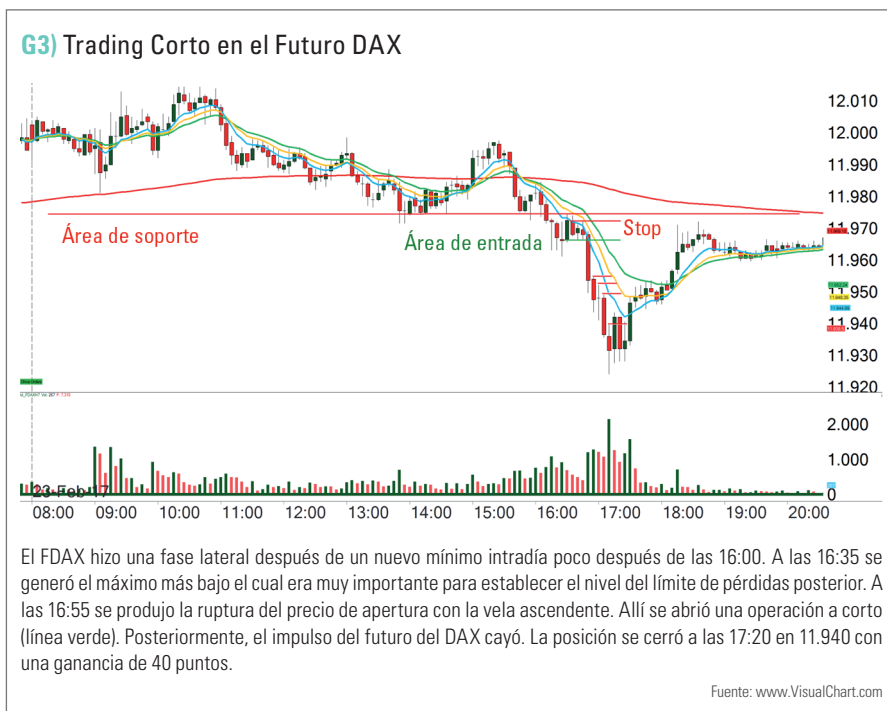 G3) Trading Corto en el Futuro DAX
12.010
12.000
11.990
11.980
11.970
11.960
11.950
11.940
11.930
11.920
Área de soporte
Área de entrada
Stop
2.000
1.000
0
23-Feb-17
08:00 09:00 10:00 11:00 12:00 13:00 14:00 15:00 16:00 17:00 18:00 19:00 20:00
El FDAX hizo una fase lateral después de un nuevo mínimo intradía poco después de las 16:00. A las 16:35 se
generó el máximo más bajo el cual era muy importante para establecer el nivel del límite de pérdidas posterior. A
las 16:55 se produjo la ruptura del precio de apertura con la vela ascendente. Allí se abrió una operación a corto
(línea verde). Posteriormente, el impulso del futuro del DAX cayó. La posición se cerró a las 17:20 en 11.940 con
una ganancia de 40 puntos.
Fuente: www.VisualChart.com